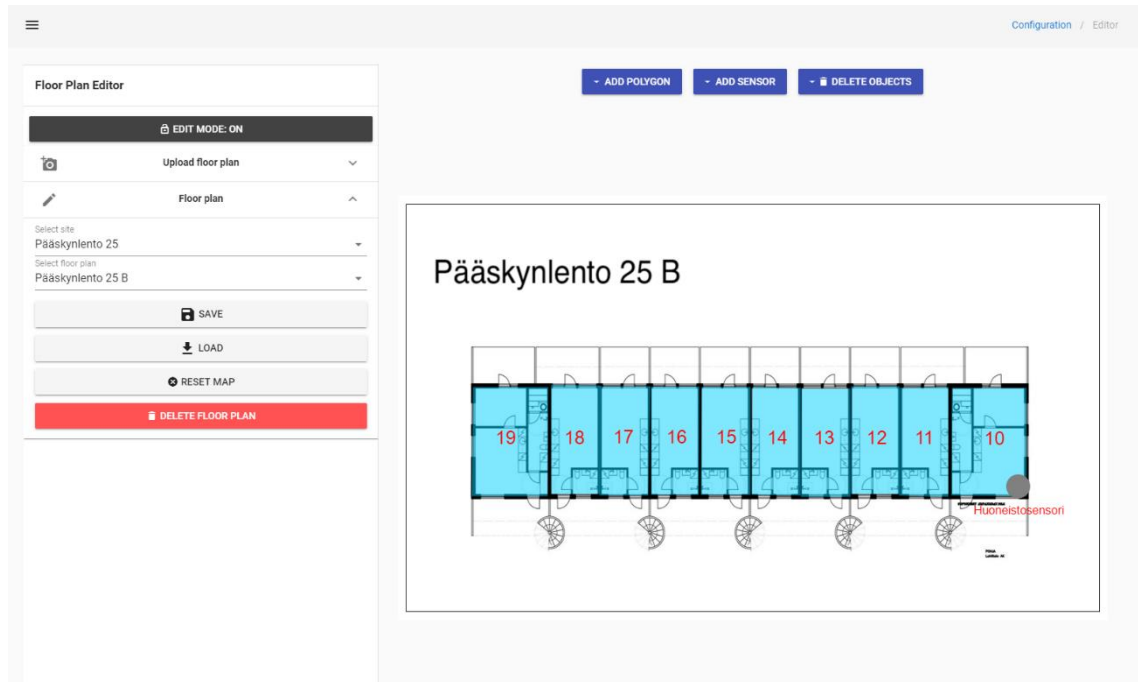 Configuration / Editor
Floor Plan Editor
EDIT MODE: ON
Upload floor plan
Floor plan
Select site
Pääskynlento 25
Select floor plan
Pääskynlento 25 B
SAVE
LOAD
RESET MAP
DELETE FLOOR PLAN
ADD POLYGON ADD SENSOR DELETE OBJECTS
Pääskynlento 25 B
19 18 17 16 15 14 13 12 11 10
Huoneistosensori